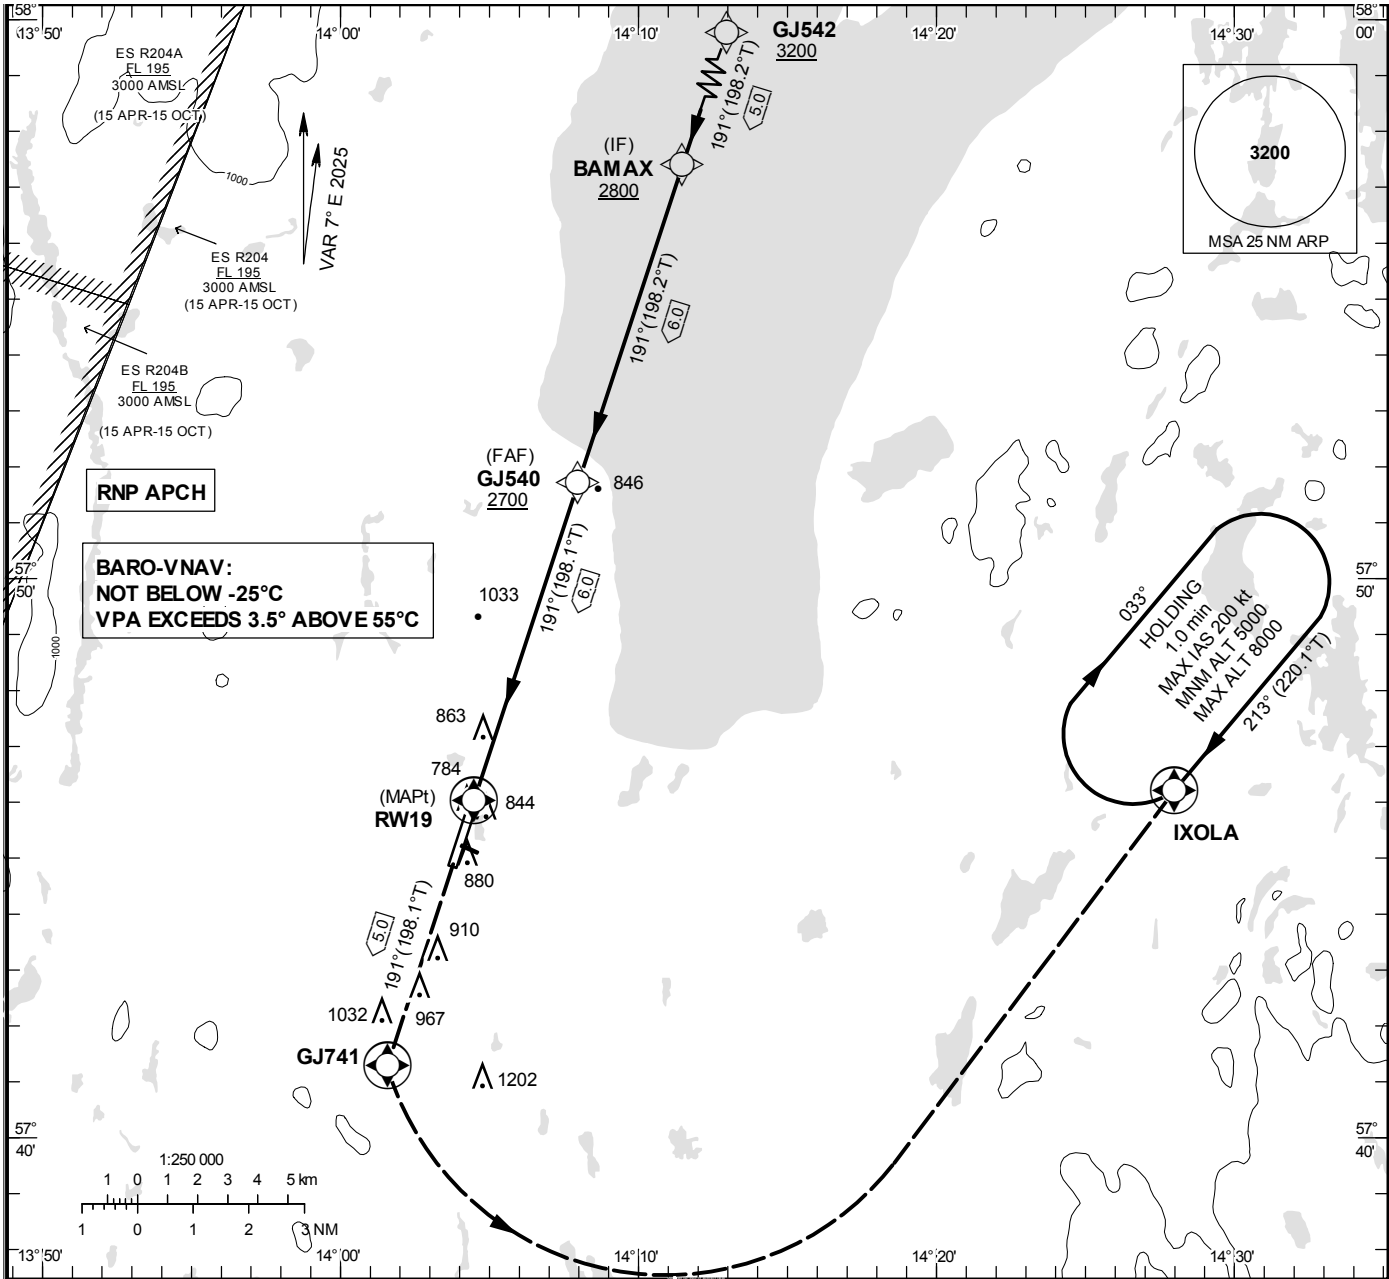 58°
13°50'
14°00'
14°10'
14°20'
14°30'
58°
00'
GJ542
3200
ES R204A
FL 195
3000 AMSL
(15 APR-15 OCT)
191°(198.2°T)
5.0
(IF)
BAMAX
2800
3200
MSA 25 NM ARP
1000
VAR 7° E 2025
ES R204
FL 195
3000 AMSL
(15 APR-15 OCT)
191°(198.2°T)
6.0
ES R204B
FL 195
3000 AMSL
(15 APR-15 OCT)
(FAF)
GJ540
2700
846
RNP APCH
BARO-VNAV:
NOT BELOW -25°C
VPA EXCEEDS 3.5° ABOVE 55°C
57°
50'
57°
50'
191°(198.1°T)
6.0
1033
1000
033°
HOLDING
1.0 min
MAX IAS 200 kt
MNM ALT 5000
MAX ALT 8000
213° (220.1°T)
863
784
(MAPt)
RW19
844
IXOLA
880
191°(198.1°T)
5.0
910
967
1032
GJ741
1202
57°
40'
57°
40'
1:250 000
1 0 1 2 3 4 5 km
1 0 1 2 3 NM
13°50'
14°00'
14°10'
14°20'
14°30'